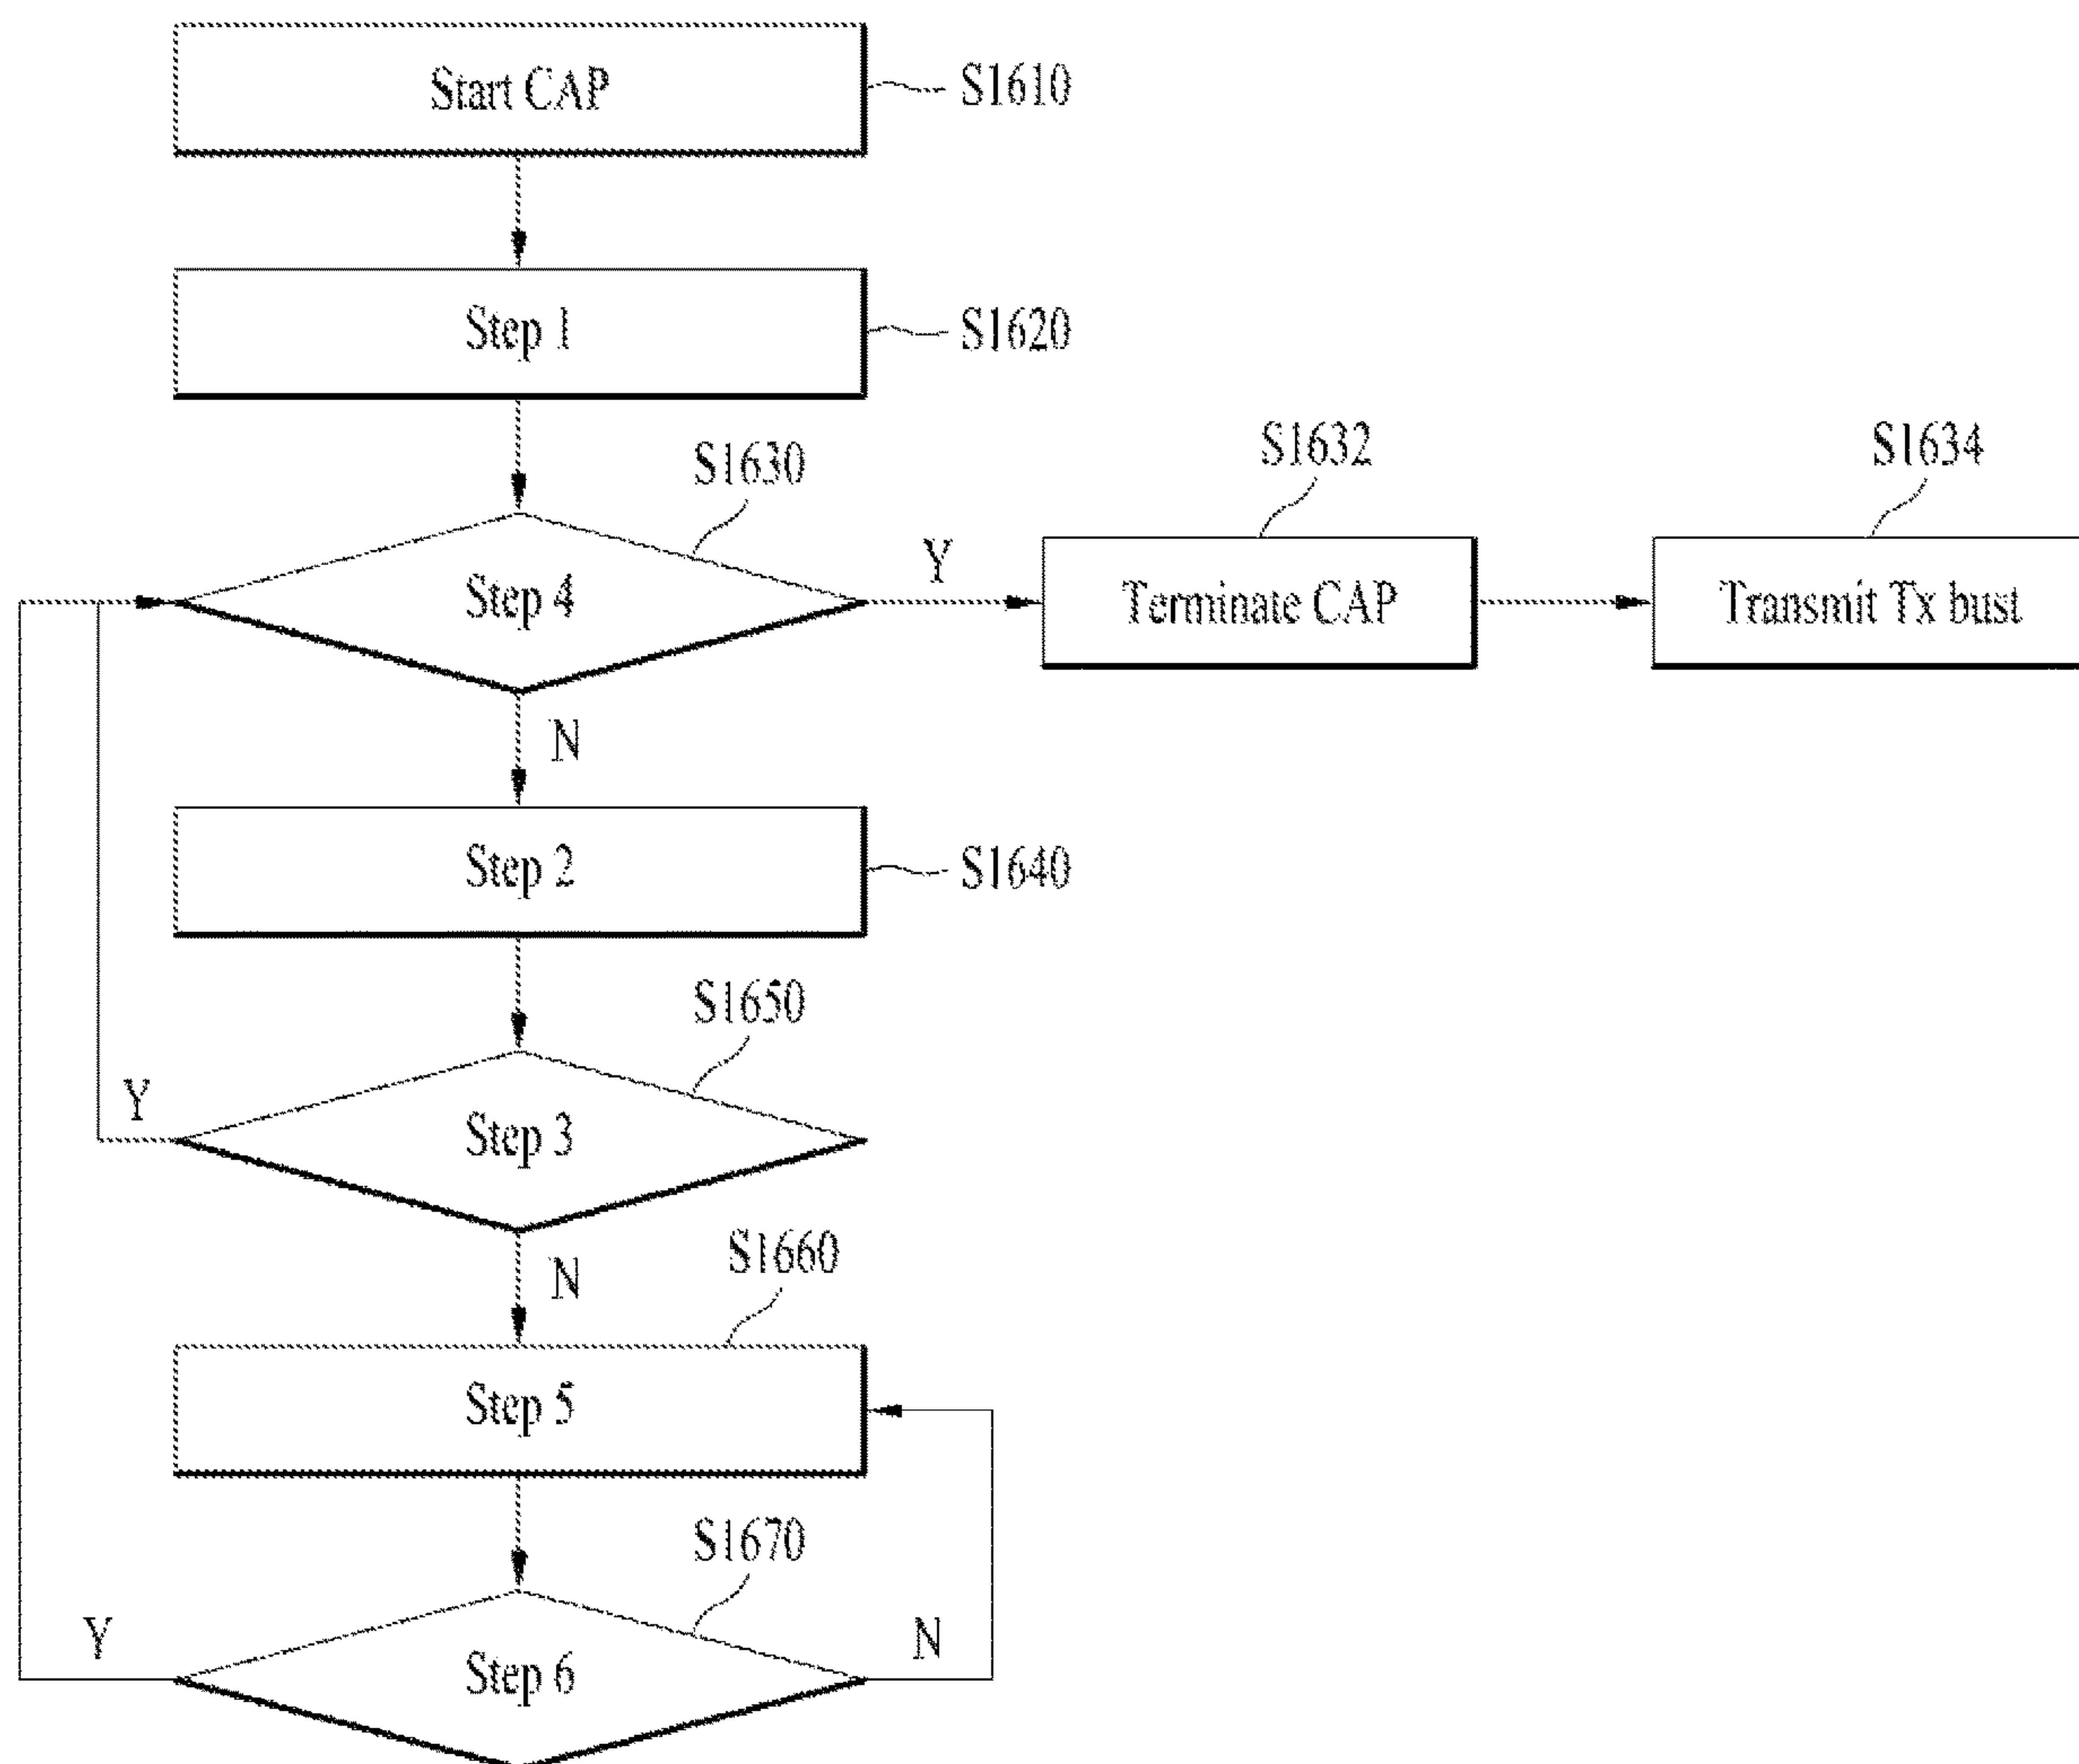 Start CAP
S1610
Step 1
S1620
S1630
S1632
S1634
Step 4
Y
Terminate CAP
Transmit Tx bust
N
Step 2
S1640
S1650
Y
Step 3
N
S1660
Step 5
S1670
Y
Step 6
N